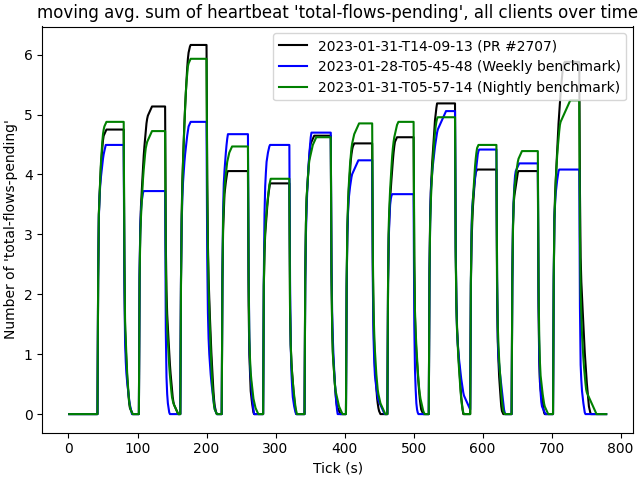 moving avg. sum of heartbeat 'total-flows-pending', all clients over time
2023-01-31-T14-09-13 (PR #2707)
2023-01-28-T05-45-48 (Weekly benchmark)
2023-01-31-T05-57-14 (Nightly benchmark)
Number of 'total-flows-pending'
6
5
4
3
2
1
0
0 100 200 300 400 500 600 700 800
Tick (s)